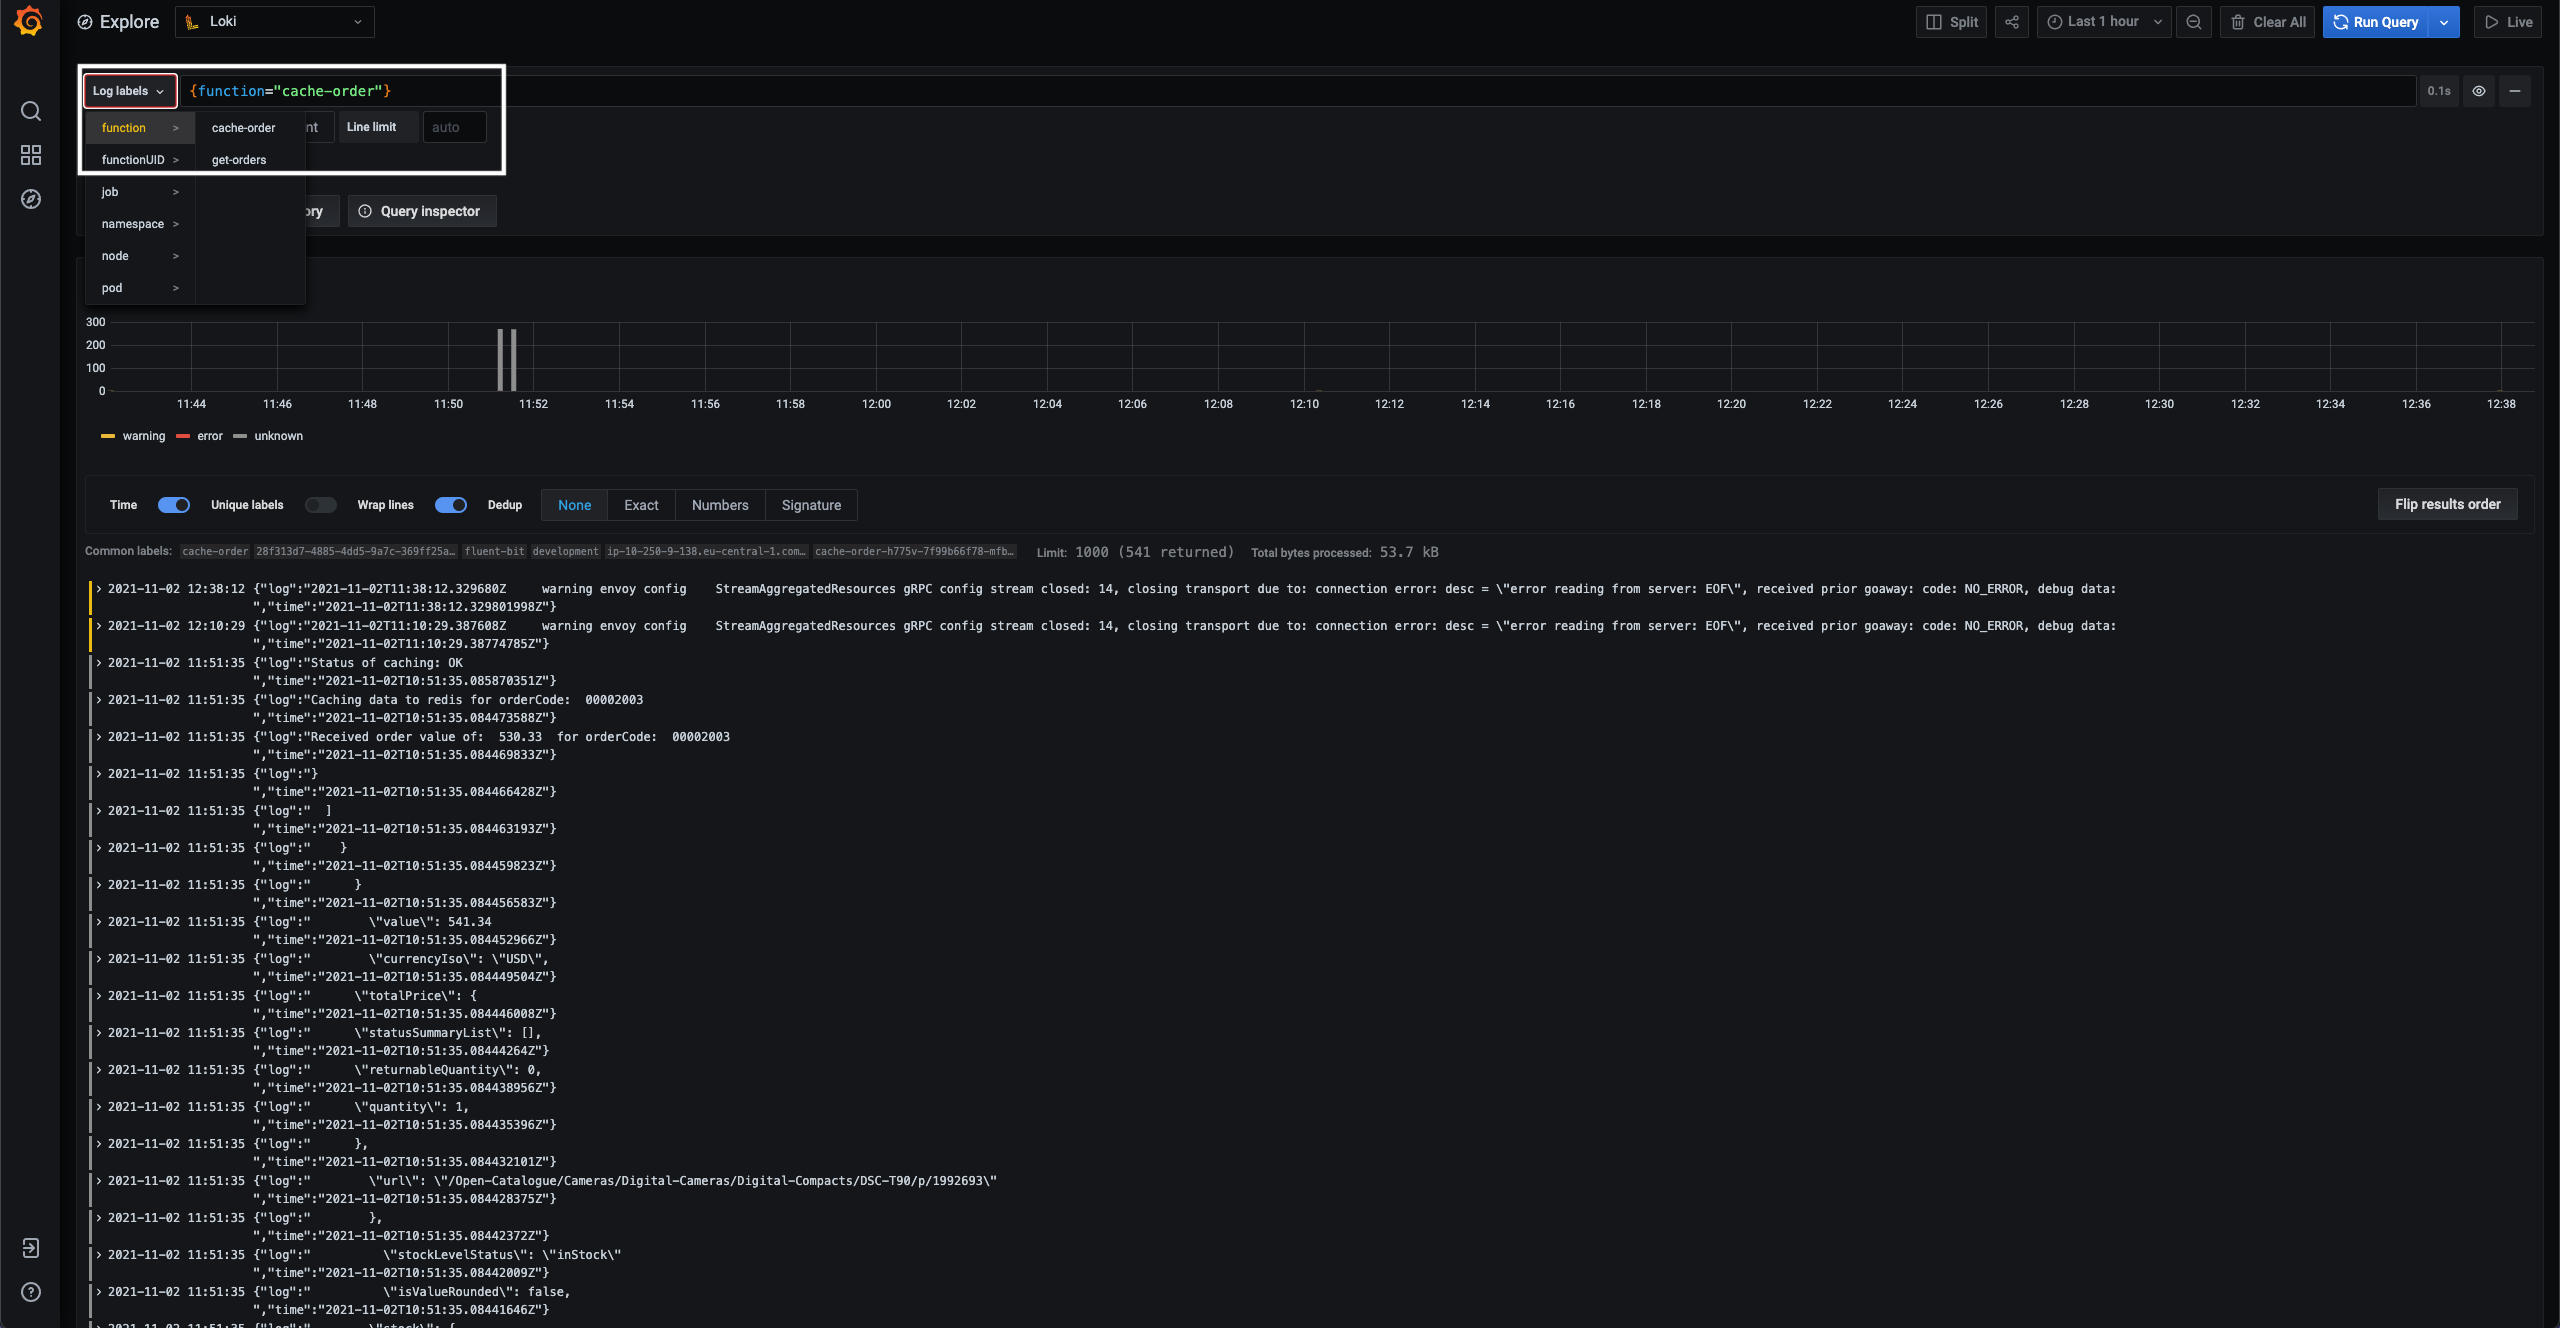 Explore Loki Split Last 1 hour Clear All Run Query Live
Log labels {function="cache-order"} 0.1s
function > cache-order nt Line limit auto
functionUID > get-orders
job >
ory Query inspector
namespace >
node >
pod >
300
200
100
0
11:44 11:46 11:48 11:50 11:52 11:54 11:56 11:58 12:00 12:02 12:04 12:06 12:08 12:10 12:12 12:14 12:16 12:18 12:20 12:22 12:24 12:26 12:28 12:30 12:32 12:34 12:36 12:38
warning error unknown
Time Unique labels Wrap lines Dedup None Exact Numbers Signature Flip results order
Common labels: cache-order 28f313d7-4885-4dd5-9a7c-369ff25a… fluent-bit development ip-10-250-9-138.eu-central-1.com… cache-order-h775v-7f99b66f78-mfb… Limit: 1000 (541 returned) Total bytes processed: 53.7 kB
> 2021-11-02 12:38:12 {"log":"2021-11-02T11:38:12.329680Z warning envoy config StreamAggregatedResources gRPC config stream closed: 14, closing transport due to: connection error: desc = \"error reading from server: EOF\", received prior goaway: code: NO_ERROR, debug data:
","time":"2021-11-02T11:38:12.329801998Z"}
> 2021-11-02 12:10:29 {"log":"2021-11-02T11:10:29.387608Z warning envoy config StreamAggregatedResources gRPC config stream closed: 14, closing transport due to: connection error: desc = \"error reading from server: EOF\", received prior goaway: code: NO_ERROR, debug data:
","time":"2021-11-02T11:10:29.38774785Z"}
> 2021-11-02 11:51:35 {"log":"Status of caching: OK
","time":"2021-11-02T10:51:35.085870351Z"}
> 2021-11-02 11:51:35 {"log":"Caching data to redis for orderCode: 00002003
","time":"2021-11-02T10:51:35.084473588Z"}
> 2021-11-02 11:51:35 {"log":"Received order value of: 530.33 for orderCode: 00002003
","time":"2021-11-02T10:51:35.084469833Z"}
> 2021-11-02 11:51:35 {"log":"}
","time":"2021-11-02T10:51:35.084466428Z"}
> 2021-11-02 11:51:35 {"log":" ]
","time":"2021-11-02T10:51:35.084463193Z"}
> 2021-11-02 11:51:35 {"log":" }
","time":"2021-11-02T10:51:35.084459823Z"}
> 2021-11-02 11:51:35 {"log":" }
","time":"2021-11-02T10:51:35.084456583Z"}
> 2021-11-02 11:51:35 {"log":" \"value\": 541.34
","time":"2021-11-02T10:51:35.084452966Z"}
> 2021-11-02 11:51:35 {"log":" \"currencyIso\": \"USD\",
","time":"2021-11-02T10:51:35.084449504Z"}
> 2021-11-02 11:51:35 {"log":" \"totalPrice\": {
","time":"2021-11-02T10:51:35.084446008Z"}
> 2021-11-02 11:51:35 {"log":" \"statusSummaryList\": [],
","time":"2021-11-02T10:51:35.08444264Z"}
> 2021-11-02 11:51:35 {"log":" \"returnableQuantity\": 0,
","time":"2021-11-02T10:51:35.084438956Z"}
> 2021-11-02 11:51:35 {"log":" \"quantity\": 1,
","time":"2021-11-02T10:51:35.084435396Z"}
> 2021-11-02 11:51:35 {"log":" },
","time":"2021-11-02T10:51:35.084432101Z"}
> 2021-11-02 11:51:35 {"log":" \"url\": \"/Open-Catalogue/Cameras/Digital-Cameras/Digital-Compacts/DSC-T90/p/1992693\"
","time":"2021-11-02T10:51:35.084428375Z"}
> 2021-11-02 11:51:35 {"log":" },
","time":"2021-11-02T10:51:35.08442372Z"}
> 2021-11-02 11:51:35 {"log":" \"stockLevelStatus\": \"inStock\"
","time":"2021-11-02T10:51:35.08442009Z"}
> 2021-11-02 11:51:35 {"log":" \"isValueRounded\": false,
","time":"2021-11-02T10:51:35.08441646Z"}
> 2021-11-02 11:51:35 {"log":" \"stock\": {